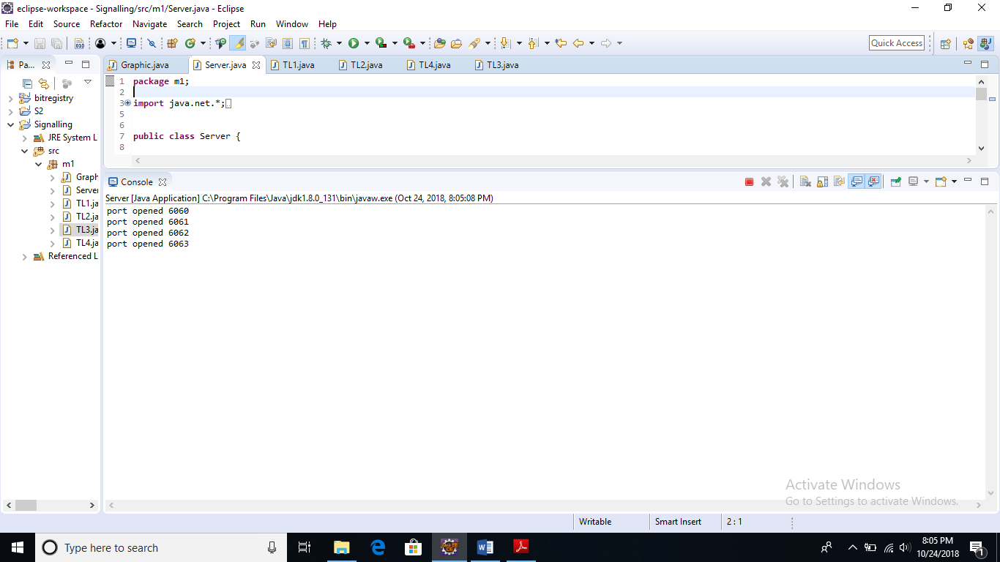 eclipse-workspace - Signalling/src/m1/Server.java - Eclipse
File Edit Source Refactor Navigate Search Project Run Window Help
Quick Access
Pa...
Graphic.java Server.java TL1.java TL2.java TL4.java TL3.java
bitregistry
S2
Signalling
JRE System L
src
m1
Graph
Server
TL1.ja
TL2.ja
TL3.ja
TL4.ja
Referenced L
1 package m1;
2
3 import java.net.*;
5
6
7 public class Server {
8
Console
Server [Java Application] C:\Program Files\Java\jdk1.8.0_131\bin\javaw.exe (Oct 24, 2018, 8:05:08 PM)
port opened 6060
port opened 6061
port opened 6062
port opened 6063
Activate Windows
Go to Settings to activate Windows.
Writable Smart Insert 2 : 1
Type here to search
8:05 PM
10/24/2018
1